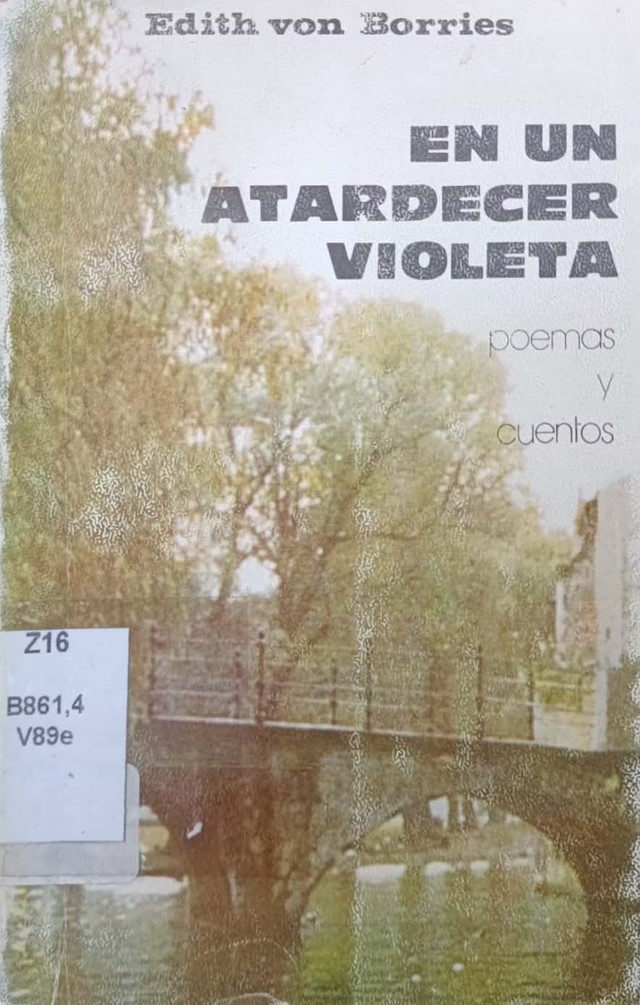 Edith von Borries
EN UN
ATARDECER
VIOLETA
poemas
y
cuentos
Z16
B861,4
V89e